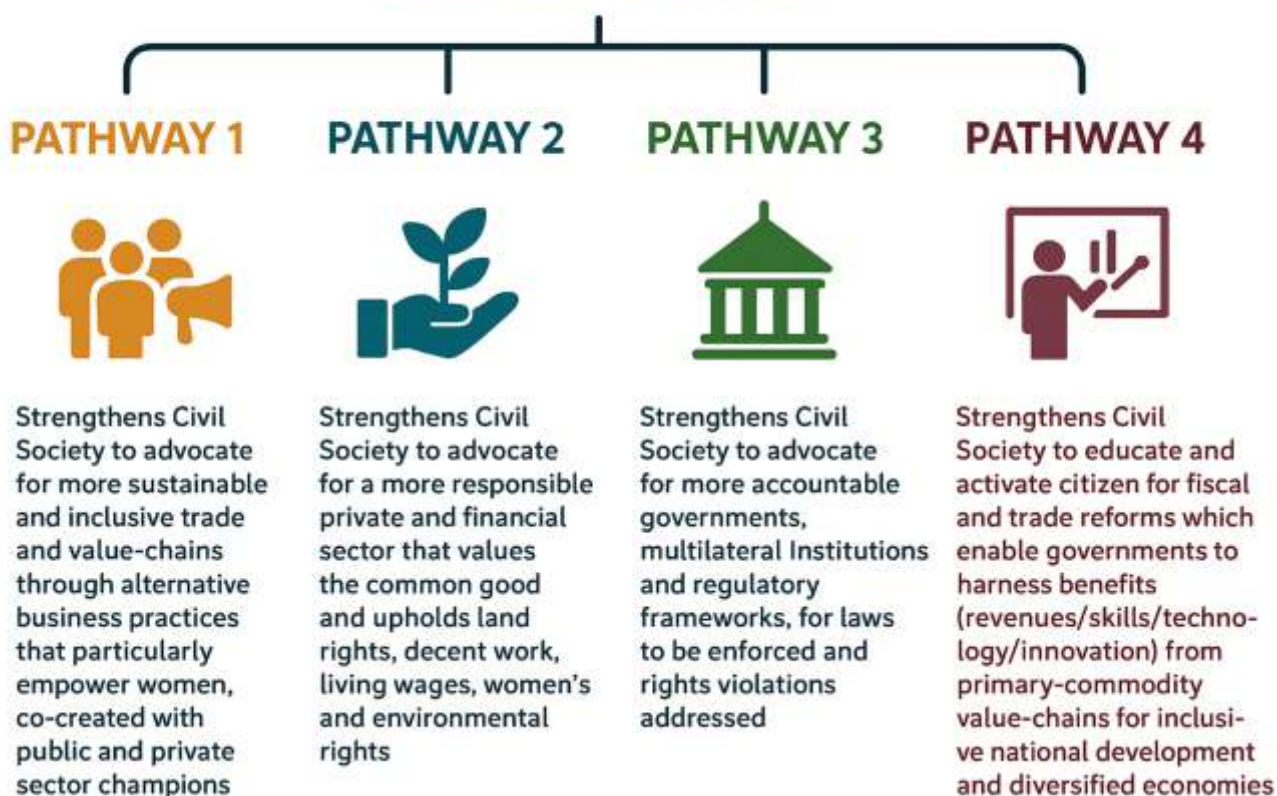 PATHWAY 1
Strengthens Civil
Society to advocate
for more sustainable
and inclusive trade
and value-chains
through alternative
business practices
that particularly
empower women,
co-created with
public and private
sector champions
PATHWAY 2
Strengthens Civil
Society to advocate
for a more responsible
private and financial
sector that values
the common good
and upholds land
rights, decent work,
living wages, women's
and environmental
rights
PATHWAY 3
Strengthens Civil
Society to advocate
for more accountable
governments,
multilateral Institutions
and regulatory
frameworks, for laws
to be enforced and
rights violations
addressed
PATHWAY 4
Strengthens Civil
Society to educate and
activate citizen for fiscal
and trade reforms which
enable governments to
harness benefits
(revenues/skills/techno-
logy/innovation) from
primary-commodity
value-chains for inclusi-
ve national development
and diversified economies